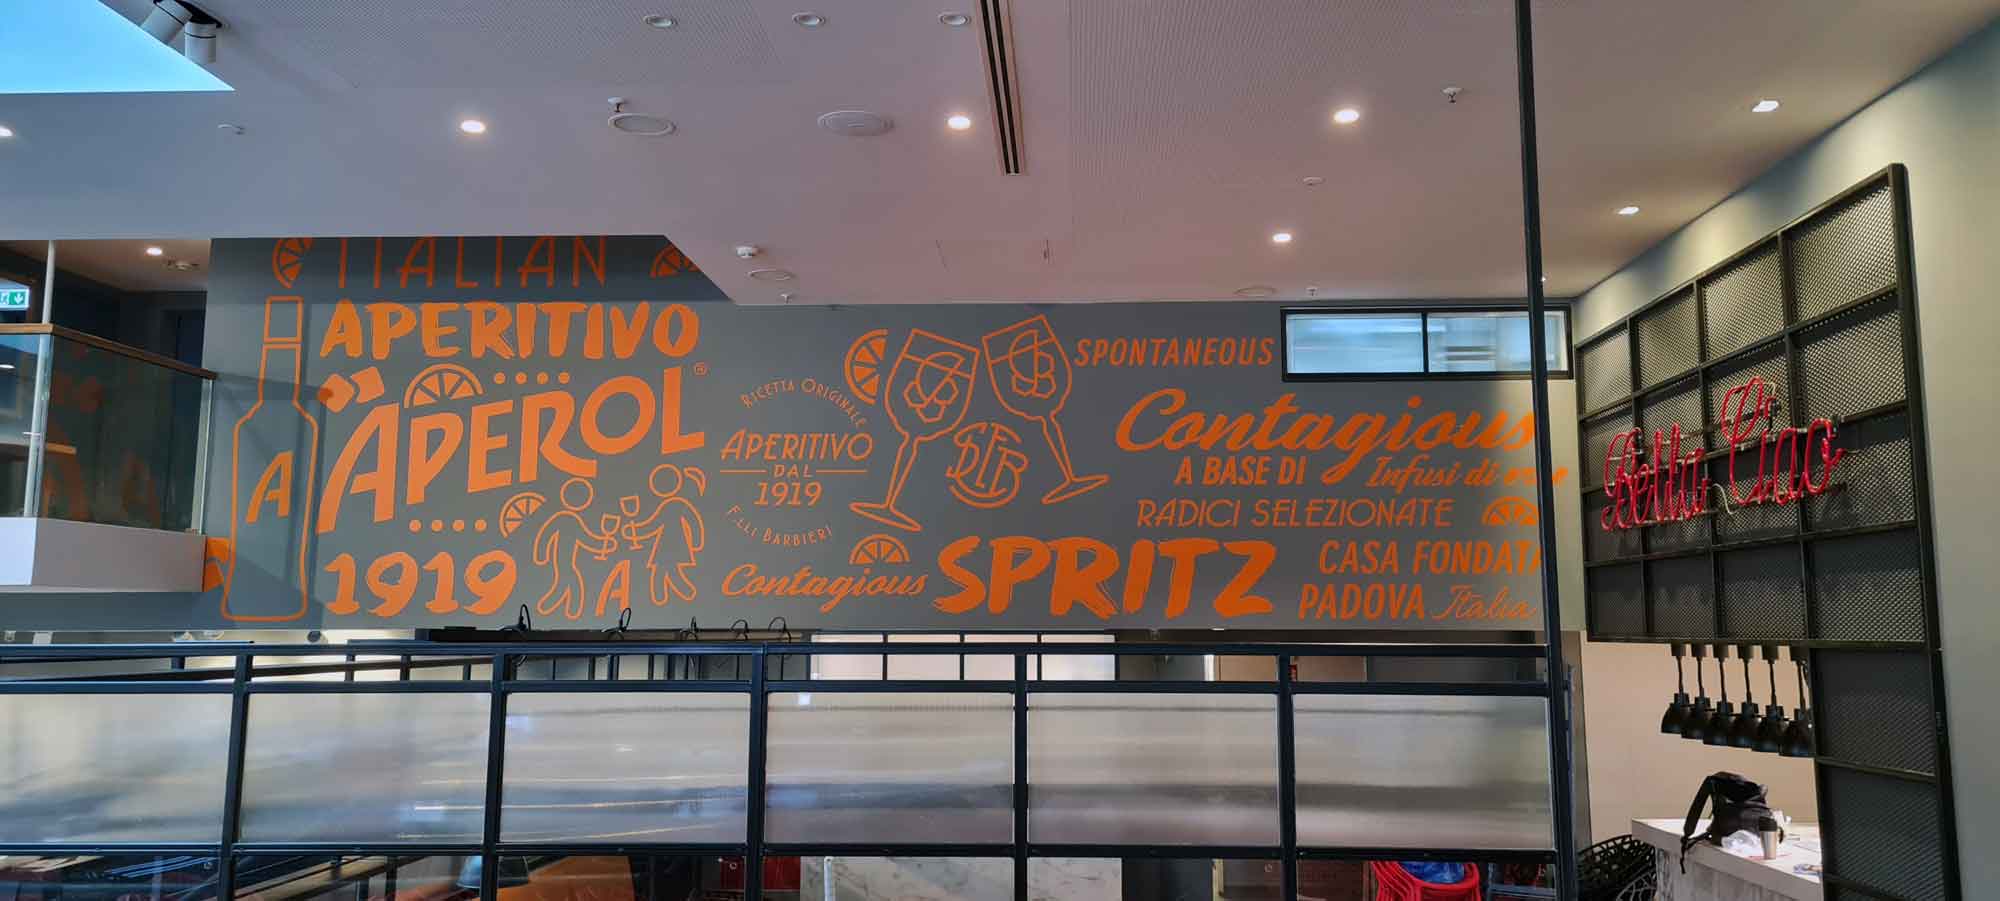 ITALIAN
APERITIVO
APEROL®
1919
A
A
RICETTA ORIGINALE
APERITIVO
DAL
1919
F.LLI BARBIERI
Contagious
SPRITZ
SPONTANEOUS
Contagious
A BASE DI
Infusi di
RADICI SELEZIONATE
CASA FONDATA
PADOVA Italia
Bella Ciao